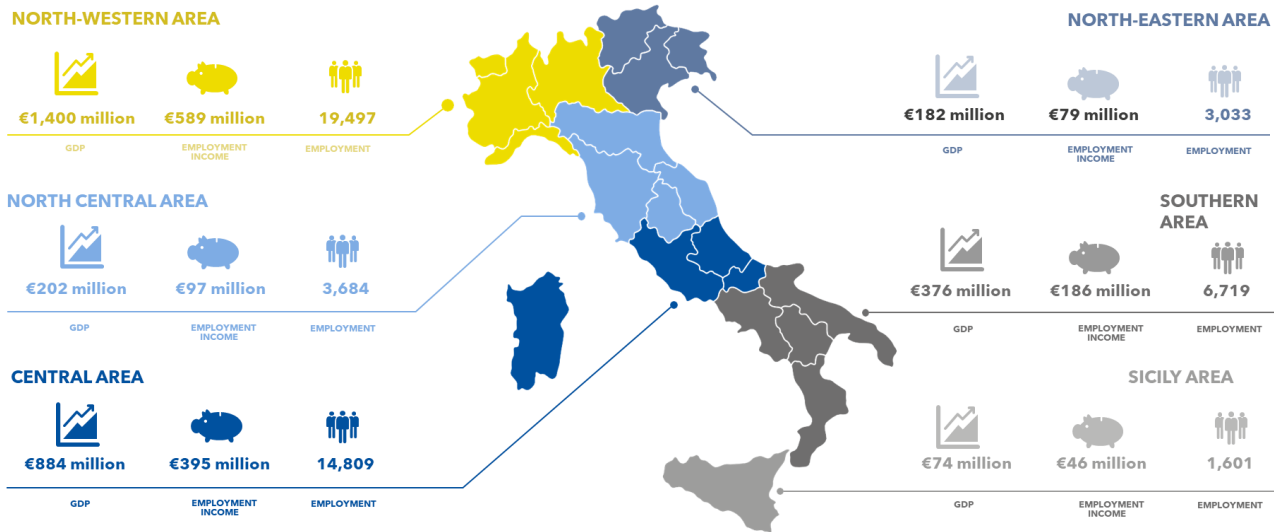 NORTH-WESTERN AREA
€1,400 million
€589 million
19,497
GDP
EMPLOYMENT
INCOME
EMPLOYMENT
NORTH CENTRAL AREA
€202 million
€97 million
3,684
GDP
EMPLOYMENT
INCOME
EMPLOYMENT
CENTRAL AREA
€884 million
€395 million
14,809
GDP
EMPLOYMENT
INCOME
EMPLOYMENT
NORTH-EASTERN AREA
€182 million
€79 million
3,033
GDP
EMPLOYMENT
INCOME
EMPLOYMENT
SOUTHERN
AREA
€376 million
€186 million
6,719
GDP
EMPLOYMENT
INCOME
EMPLOYMENT
SICILY AREA
€74 million
€46 million
1,601
GDP
EMPLOYMENT
INCOME
EMPLOYMENT